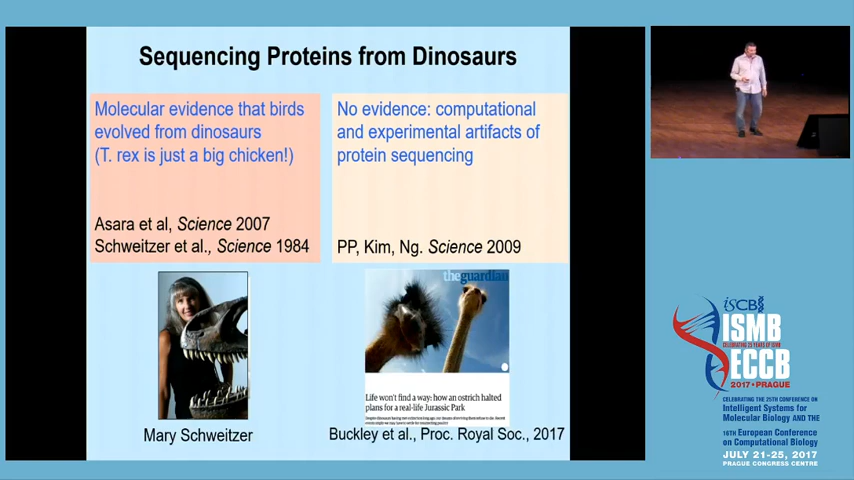 Sequencing Proteins from Dinosaurs
Molecular evidence that birds
evolved from dinosaurs
(T. rex is just a big chicken!)
Asara et al, Science 2007
Schweitzer et al., Science 1984
No evidence: computational
and experimental artifacts of
protein sequencing
PP, Kim, Ng. Science 2009
theguardian
Life won't find a way: how an ostrich halted
plans for a real-life Jurassic Park
Mary Schweitzer
Buckley et al., Proc. Royal Soc., 2017
ISCB
ISMB
CELEBRATING 25 YEARS OF ISMB
ECCB
2017 • PRAGUE
CELEBRATING THE 25TH CONFERENCE ON
Intelligent Systems for
Molecular Biology AND THE
16TH European Conference
on Computational Biology
JULY 21-25, 2017
PRAGUE CONGRESS CENTRE